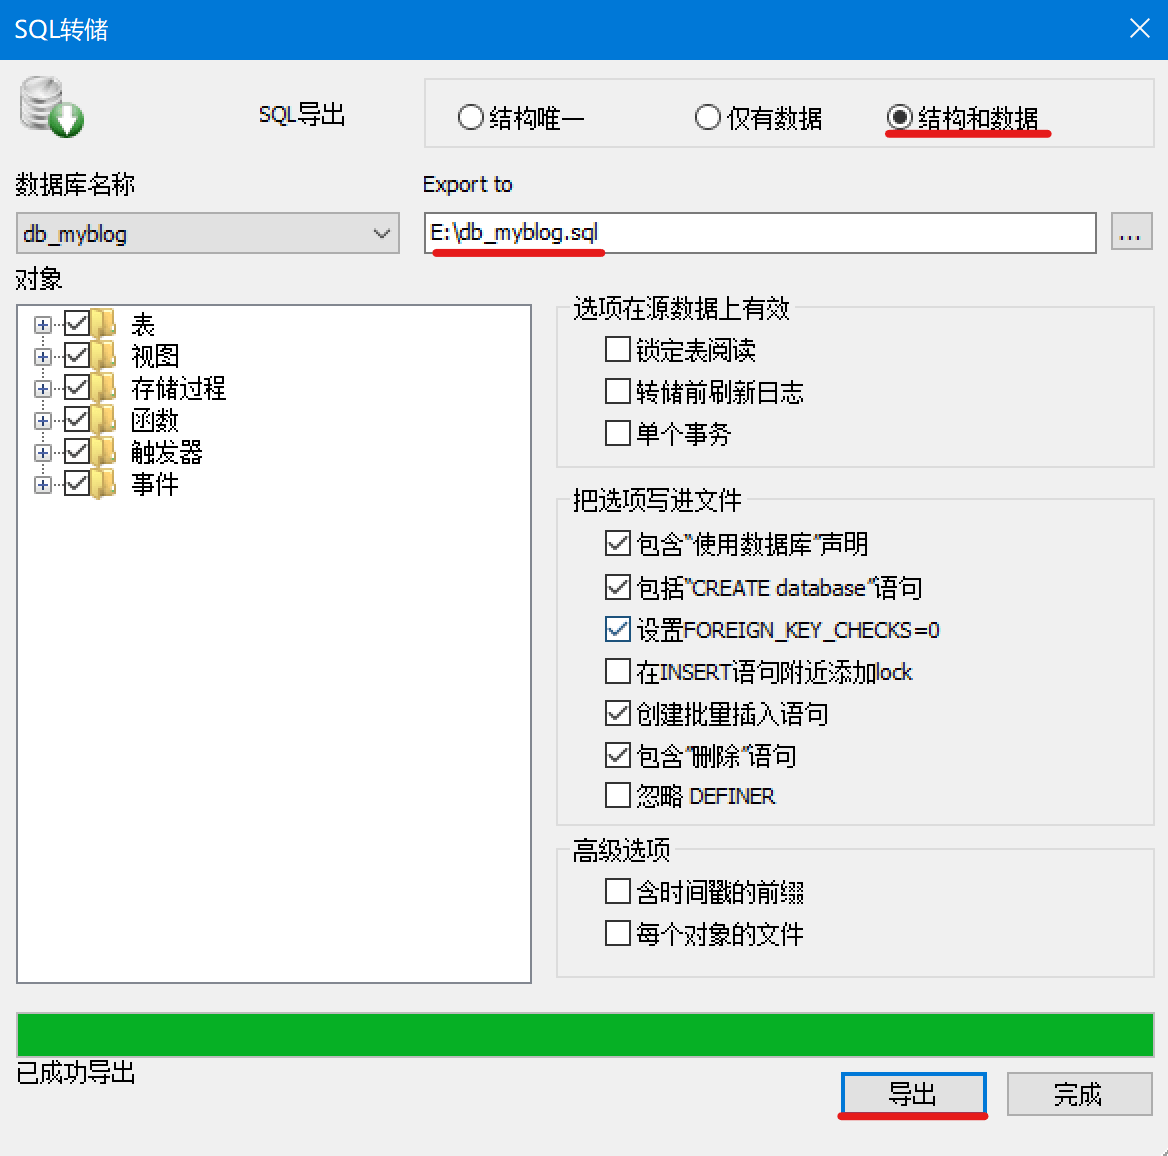 SQL转储
SQL导出
结构唯一
仅有数据
结构和数据
数据库名称
Export to
db_myblog
E:\db_myblog.sql
...
对象
表
视图
存储过程
函数
触发器
事件
选项在源数据上有效
锁定表阅读
转储前刷新日志
单个事务
把选项写进文件
包含“使用数据库”声明
包括“CREATE database”语句
设置FOREIGN_KEY_CHECKS=0
在INSERT语句附近添加lock
创建批量插入语句
包含“删除”语句
忽略 DEFINER
高级选项
含时间戳的前缀
每个对象的文件
已成功导出
导出
完成